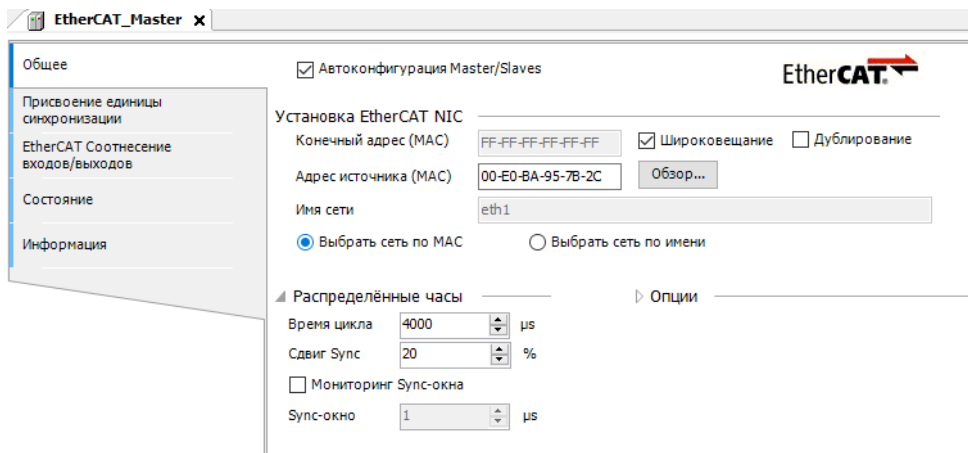 EtherCAT_Master x
Общее
Присвоение единицы
синхронизации
EtherCAT Соотнесение
входов/выходов
Состояние
Информация
Автоконфигурация Master/Slaves
EtherCAT.
Установка EtherCAT NIC
Конечный адрес (MAC) FF-FF-FF-FF-FF-FF Широковещание Дублирование
Адрес источника (MAC) 00-E0-BA-95-7B-2C Обзор...
Имя сети eth1
Выбрать сеть по MAC Выбрать сеть по имени
Распределённые часы Опции
Время цикла 4000 µs
Сдвиг Sync 20 %
Мониторинг Sync-окна
Sync-окно 1 µs